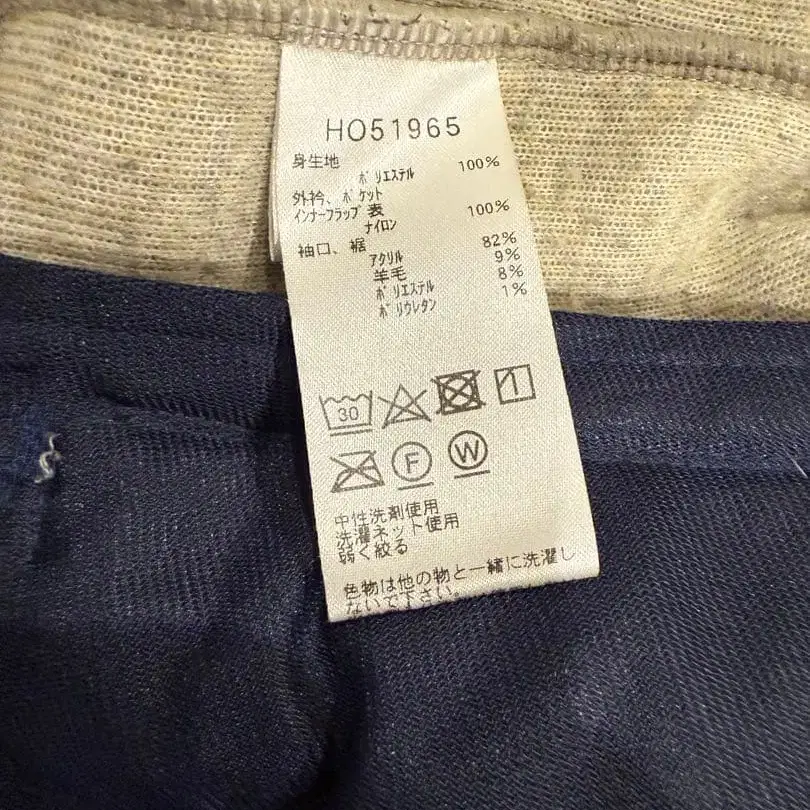 HO51965
身生地
ポリエステル 100%
外衿、ポケット
インナーフラップ表
ナイロン 100%
袖口、裾
アクリル 82%
羊毛 9%
ポリエステル 8%
ポリウレタン 1%
30
F W
中性洗剤使用
洗濯ネット使用
弱く絞る
色物は他の物と一緒に洗濯し
ないで下さい。